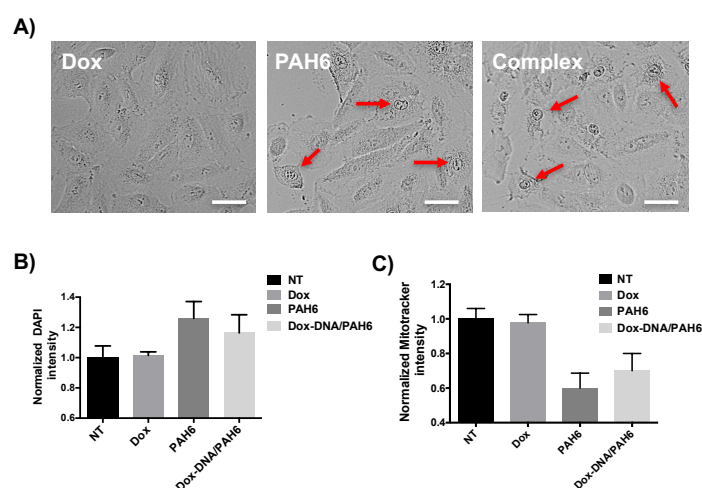 A)
Dox
PAH6
Complex
B)
Normalized DAPI
intensity
1.4
1.2
1.0
0.8
0.6
NT
Dox
PAH6
Dox-DNA/PAH6
NT
Dox
PAH6
Dox-DNA/PAH6
C)
Normalized Mitotracker
intensity
1.2
1.0
0.8
0.6
0.4
NT
Dox
PAH6
Dox-DNA/PAH6
NT
Dox
PAH6
Dox-DNA/PAH6